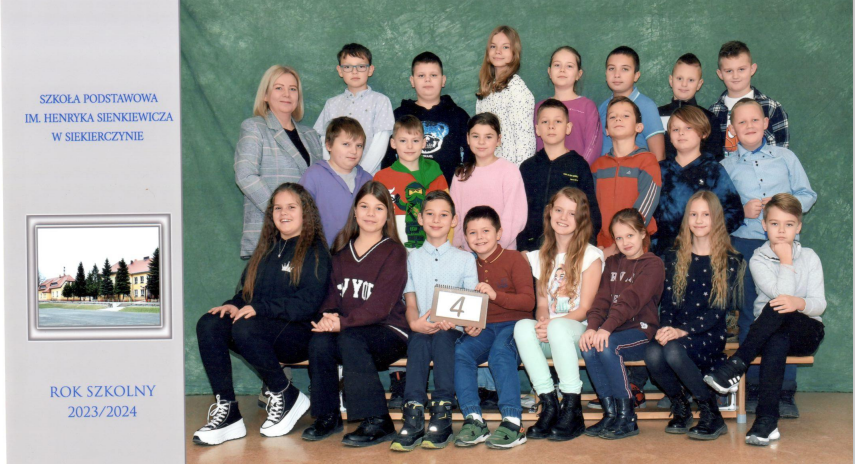 SZKOŁA PODSTAWOWA
IM. HENRYKA SIENKIEWICZA
W SIEKIERCZYNIE
ROK SZKOLNY
2023/2024
4